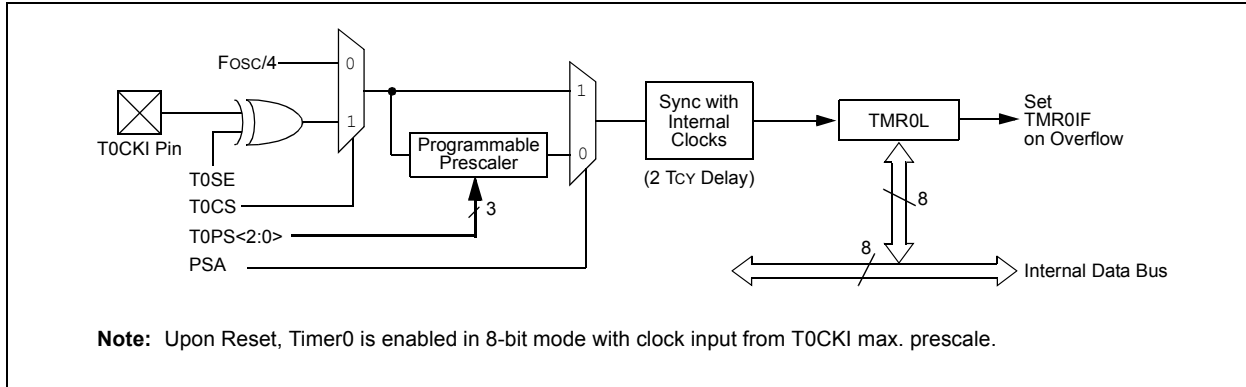 FOSC/4
0
1
T0CKI Pin
T0SE
T0CS
T0PS<2:0>
PSA
Programmable
Prescaler
3
1
0
Sync with
Internal
Clocks
(2 TCY Delay)
TMR0L
Set
TMR0IF
on Overflow
8
8
Internal Data Bus
Note: Upon Reset, Timer0 is enabled in 8-bit mode with clock input from T0CKI max. prescale.